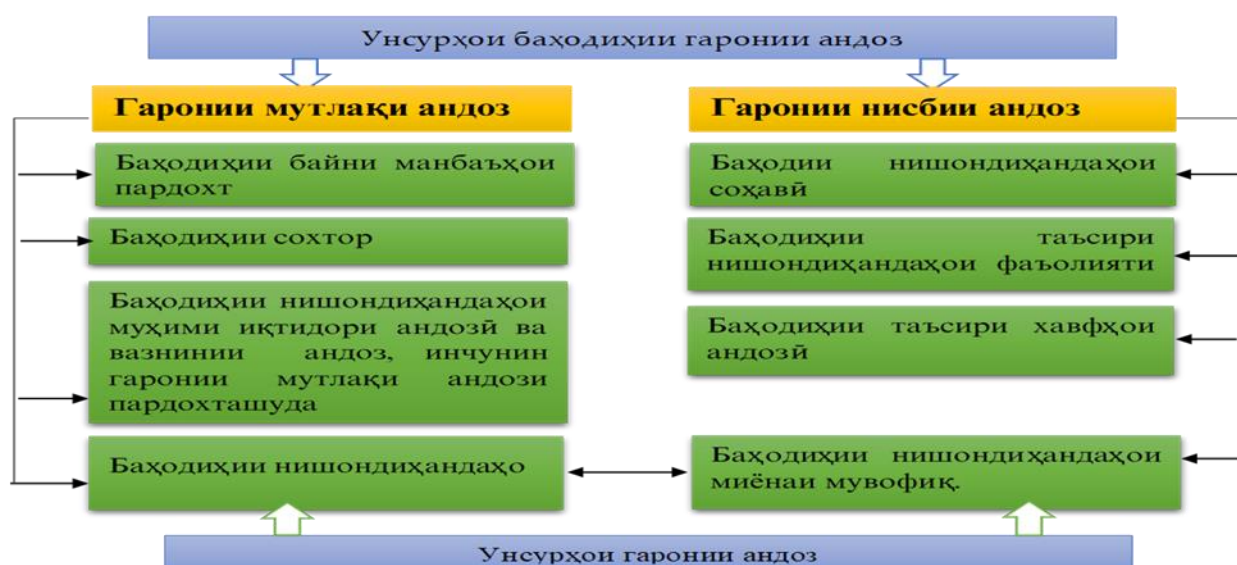 Унсурҳои баҳодиҳии гаронии андоз
Гаронии мутлақи андоз
Баҳодиҳии байни манбаъҳои
пардохт
Баҳодиҳии сохтор
Баҳодиҳии нишондиҳандаҳои
муҳими иқтидори андозӣ ва
вазнинии андоз, инчунин
гаронии мутлақи андози
пардохташуда
Баҳодиҳии нишондиҳандаҳо
Гаронии нисбии андоз
Баҳодии нишондиҳандаҳои
соҳавӣ
Баҳодиҳии таъсири
нишондиҳандаҳои фаъолияти
Баҳодиҳии таъсири хавфҳои
андозӣ
Баҳодиҳии нишондиҳандаҳои
миёнаи мувофиқ.
Унсурҳои гаронии андоз